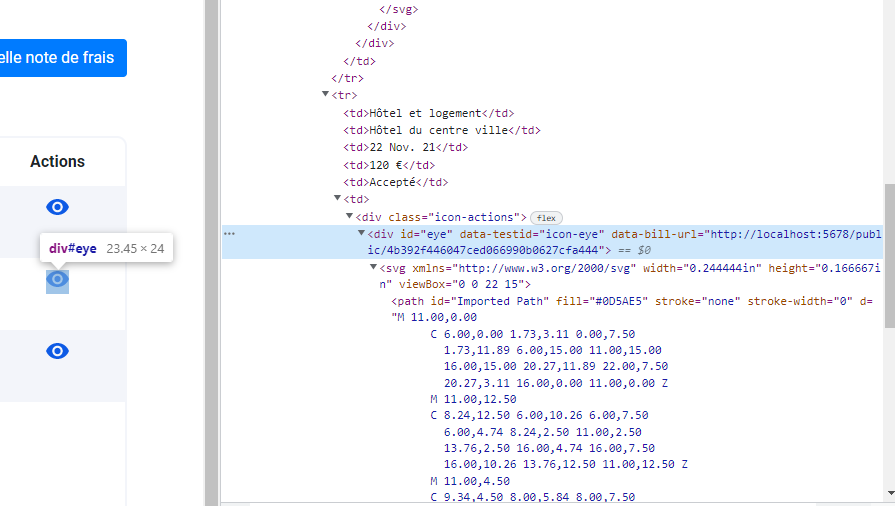 elle note de frais
Actions
div#eye 23.45 × 24
</svg>
</div>
</div>
</td>
</tr>
<tr>
<td>Hôtel et logement</td>
<td>Hôtel du centre ville</td>
<td>22 Nov. 21</td>
<td>120 €</td>
<td>Accepté</td>
<td>
<div class="icon-actions"> flex
<div id="eye" data-testid="icon-eye" data-bill-url="http://localhost:5678/publ
ic/4b392f446047ced066990b0627cfa444"> == $0
<svg xmlns="http://www.w3.org/2000/svg" width="0.244444in" height="0.166667i
n" viewBox="0 0 22 15">
<path id="Imported Path" fill="#0D5AE5" stroke="none" stroke-width="0" d=
"M 11.00,0.00
C 6.00,0.00 1.73,3.11 0.00,7.50
1.73,11.89 6.00,15.00 11.00,15.00
16.00,15.00 20.27,11.89 22.00,7.50
20.27,3.11 16.00,0.00 11.00,0.00 Z
M 11.00,12.50
C 8.24,12.50 6.00,10.26 6.00,7.50
6.00,4.74 8.24,2.50 11.00,2.50
13.76,2.50 16.00,4.74 16.00,7.50
16.00,10.26 13.76,12.50 11.00,12.50 Z
M 11.00,4.50
C 9.34,4.50 8.00,5.84 8.00,7.50